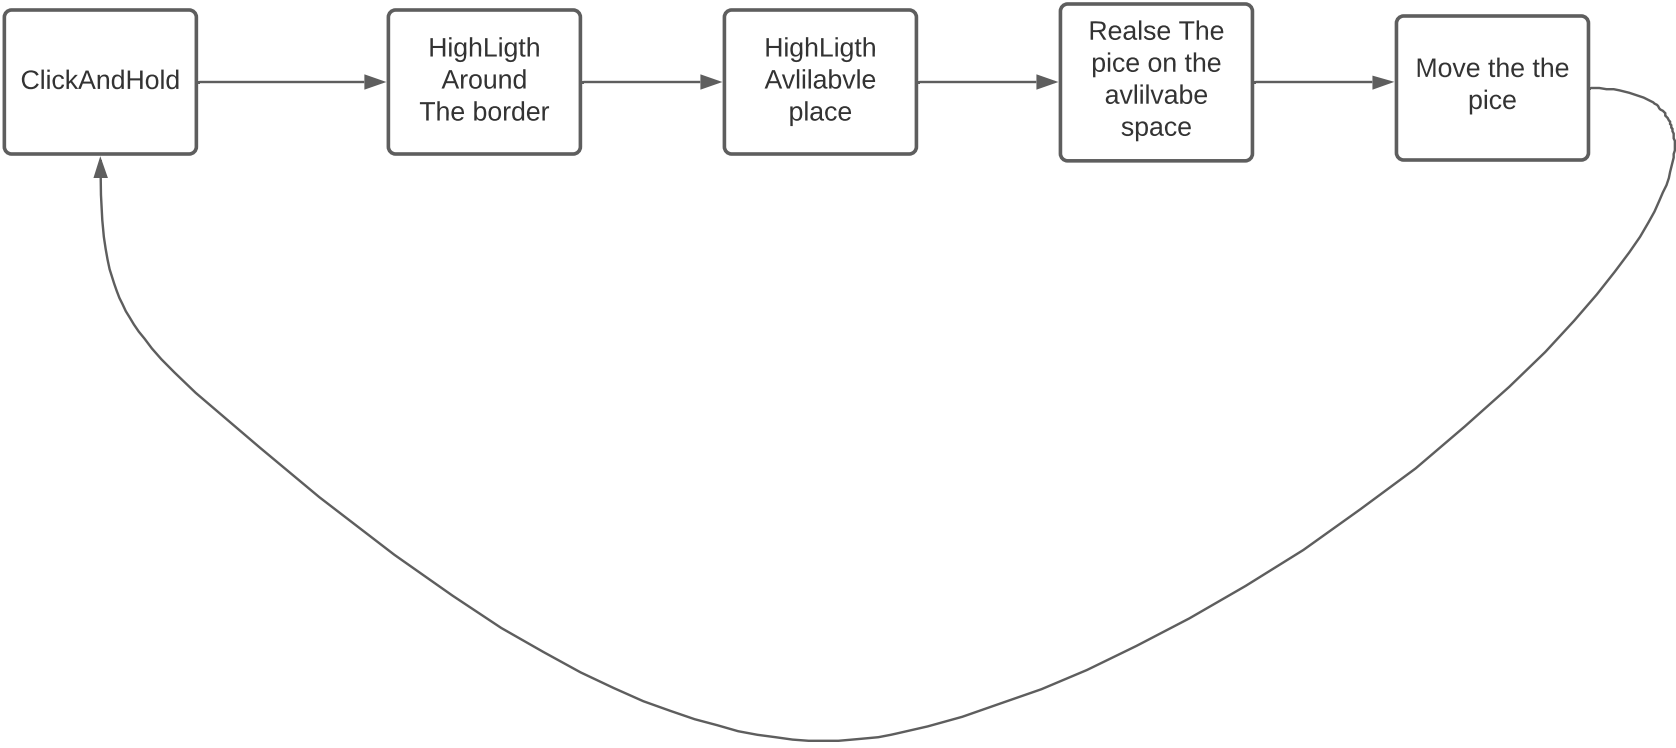 ClickAndHold
HighLigth
Around
The border
HighLigth
Avlilabvle
place
Realse The
pice on the
avlilvabe
space
Move the the
pice